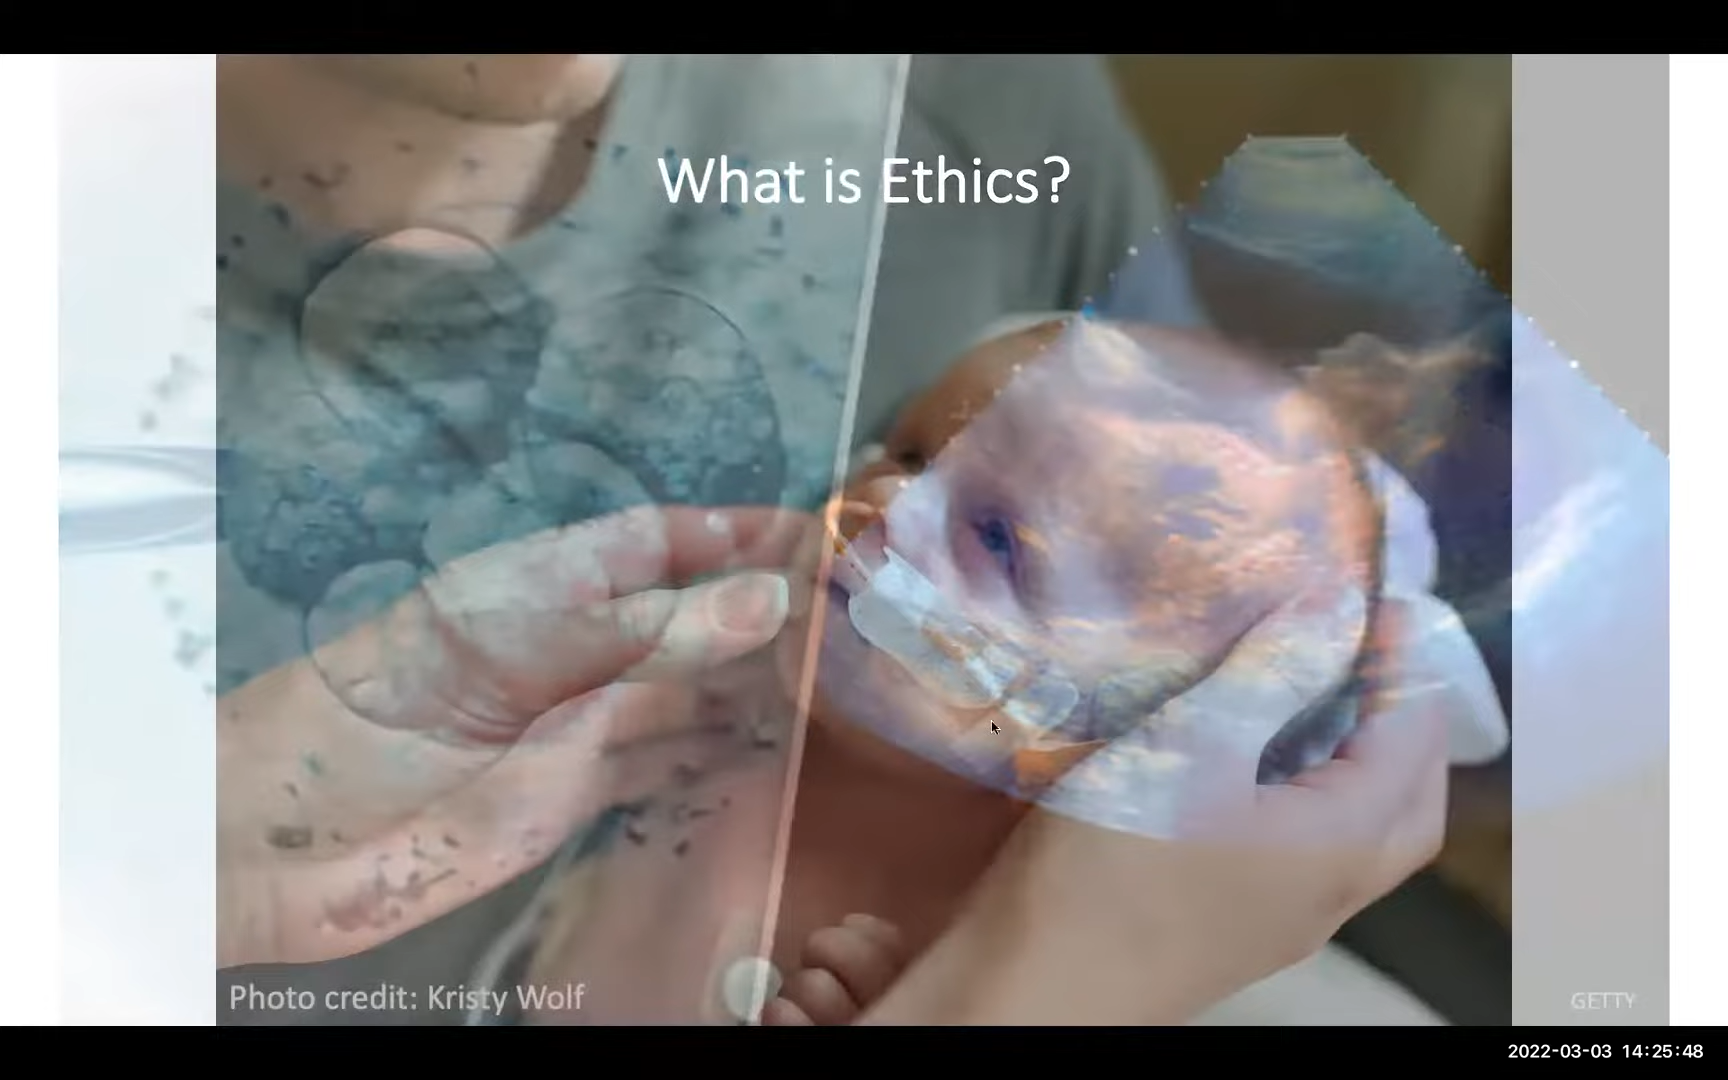 What is Ethics?
Photo credit: Kristy Wolf
GETTY
2022-03-03 14:25:48